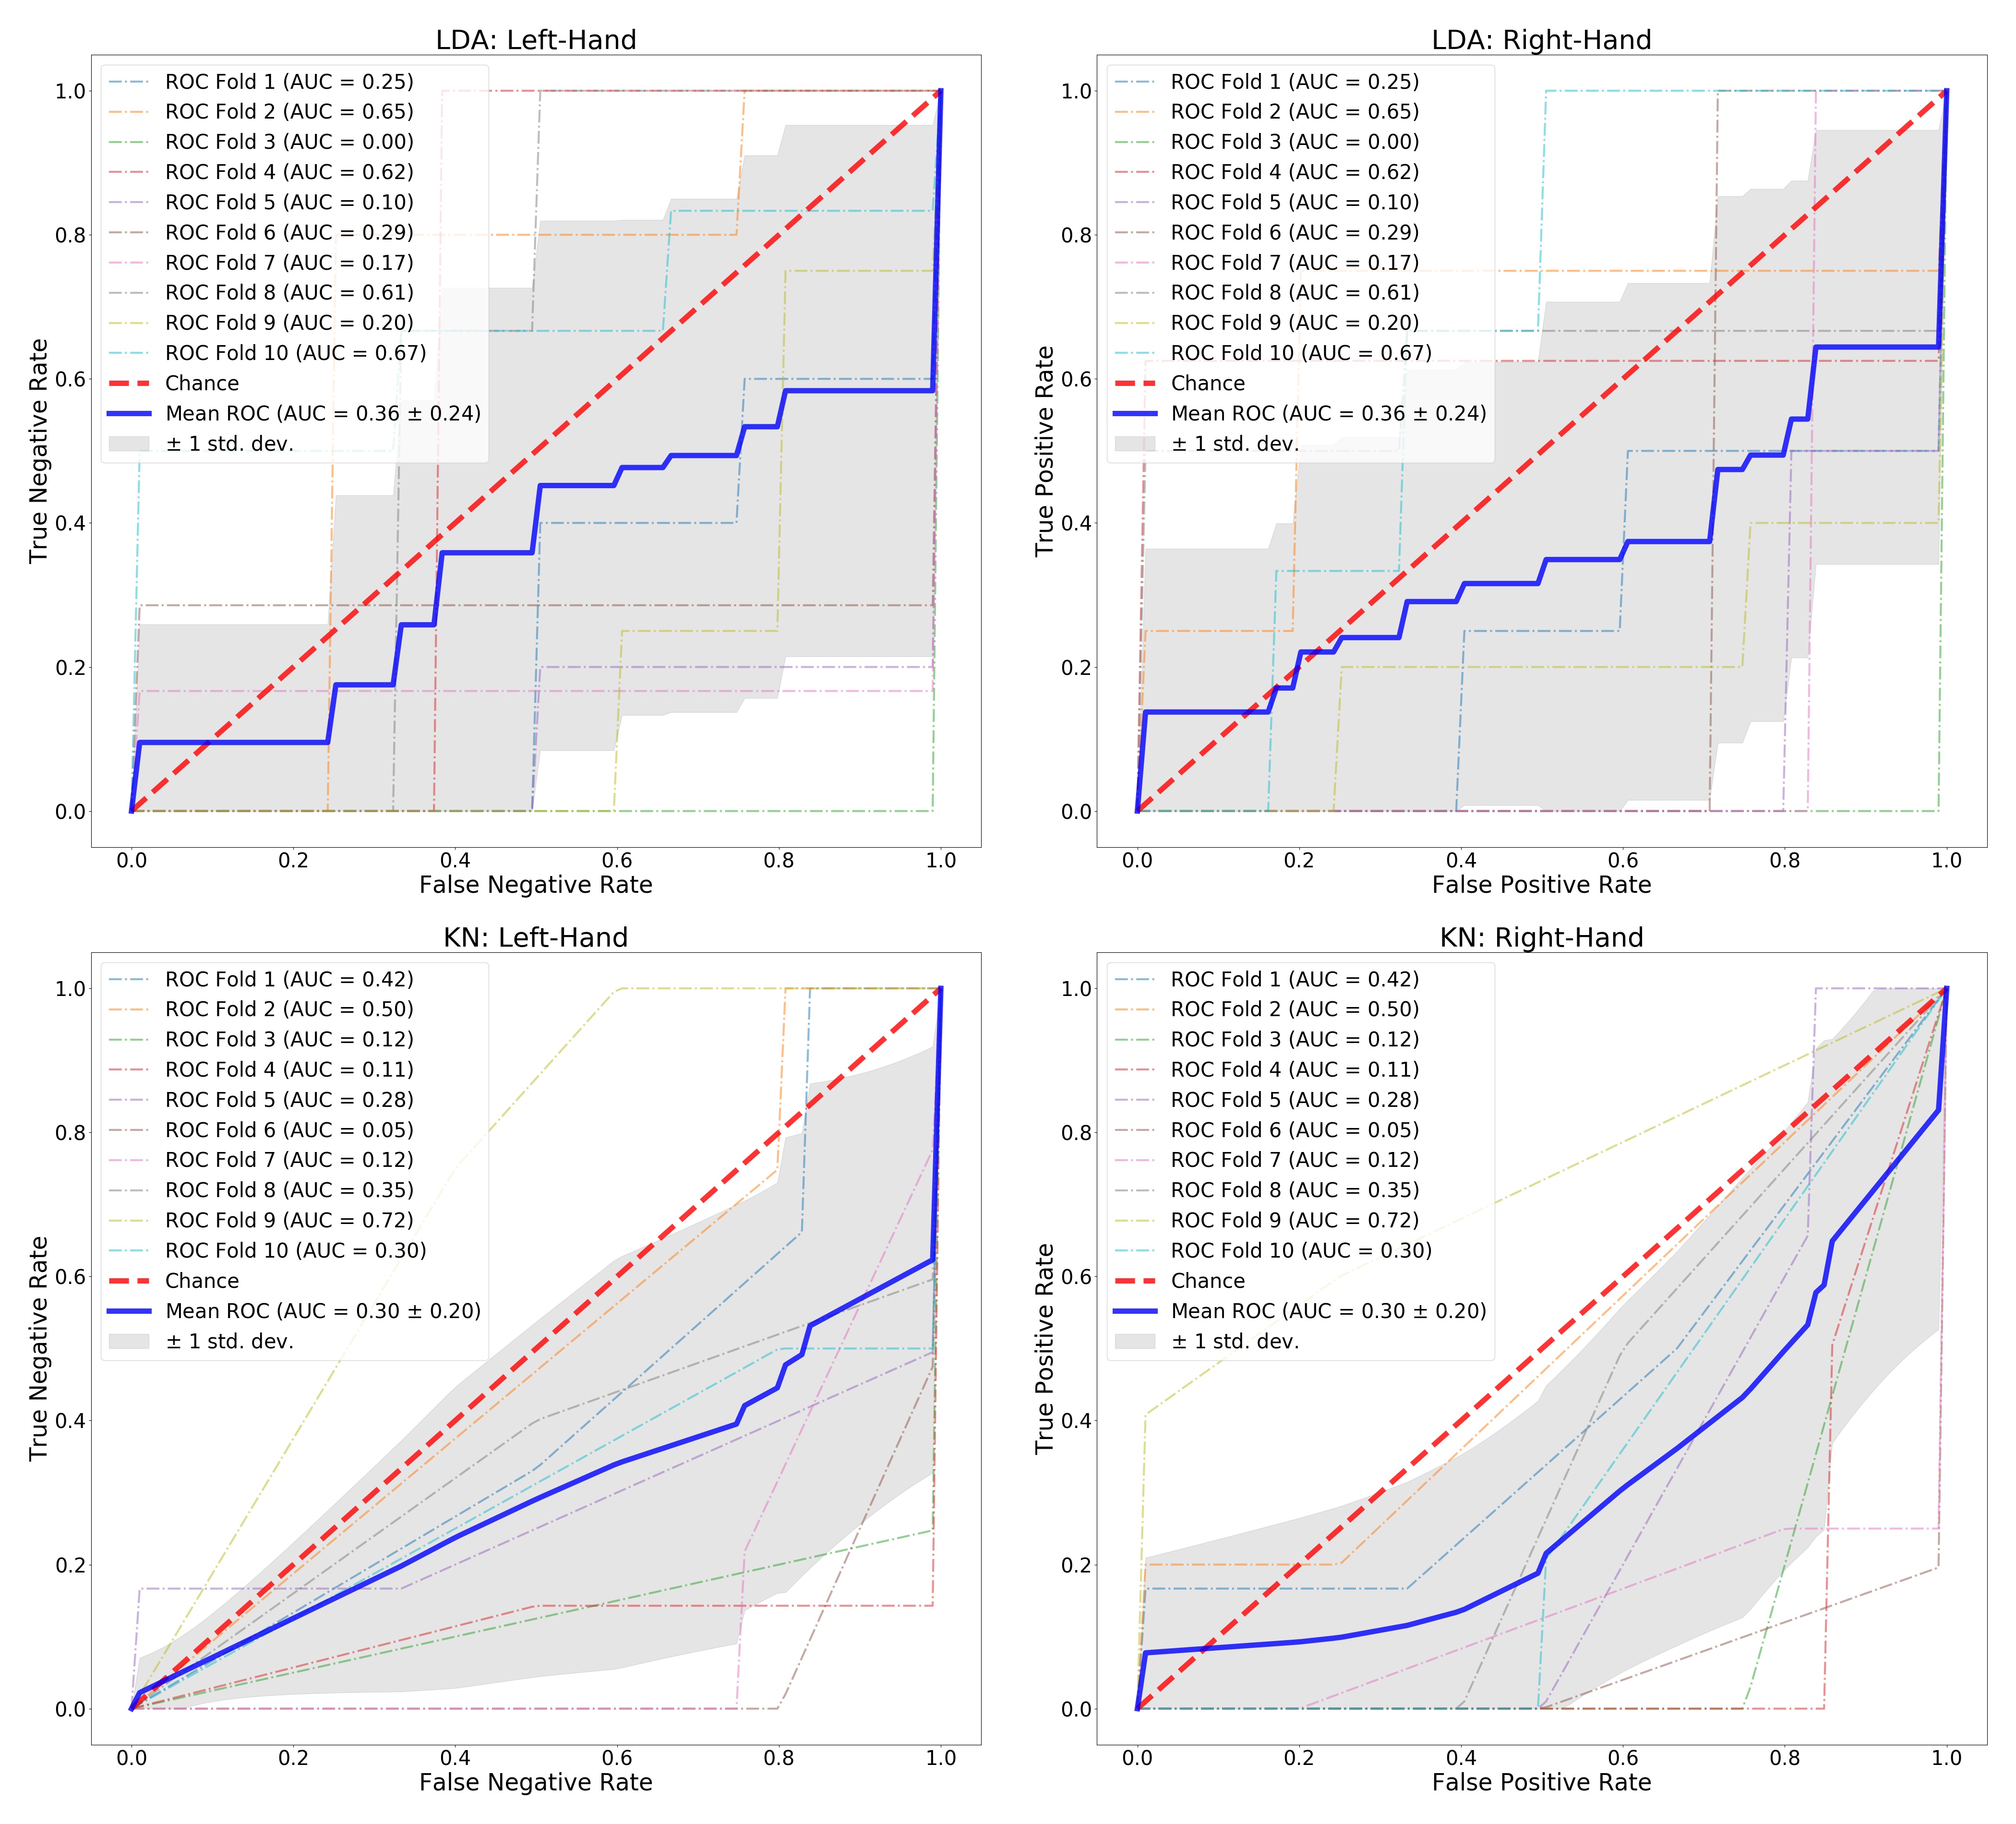 LDA: Left-Hand
True Negative Rate
1.0
0.8
0.6
0.4
0.2
0.0
ROC Fold 1 (AUC = 0.25)
ROC Fold 2 (AUC = 0.65)
ROC Fold 3 (AUC = 0.00)
ROC Fold 4 (AUC = 0.62)
ROC Fold 5 (AUC = 0.10)
ROC Fold 6 (AUC = 0.29)
ROC Fold 7 (AUC = 0.17)
ROC Fold 8 (AUC = 0.61)
ROC Fold 9 (AUC = 0.20)
ROC Fold 10 (AUC = 0.67)
Chance
Mean ROC (AUC = 0.36 ± 0.24)
± 1 std. dev.
0.0 0.2 0.4 0.6 0.8 1.0
False Negative Rate
LDA: Right-Hand
True Positive Rate
1.0
0.8
0.6
0.4
0.2
0.0
ROC Fold 1 (AUC = 0.25)
ROC Fold 2 (AUC = 0.65)
ROC Fold 3 (AUC = 0.00)
ROC Fold 4 (AUC = 0.62)
ROC Fold 5 (AUC = 0.10)
ROC Fold 6 (AUC = 0.29)
ROC Fold 7 (AUC = 0.17)
ROC Fold 8 (AUC = 0.61)
ROC Fold 9 (AUC = 0.20)
ROC Fold 10 (AUC = 0.67)
Chance
Mean ROC (AUC = 0.36 ± 0.24)
± 1 std. dev.
0.0 0.2 0.4 0.6 0.8 1.0
False Positive Rate
KN: Left-Hand
True Negative Rate
1.0
0.8
0.6
0.4
0.2
0.0
ROC Fold 1 (AUC = 0.42)
ROC Fold 2 (AUC = 0.50)
ROC Fold 3 (AUC = 0.12)
ROC Fold 4 (AUC = 0.11)
ROC Fold 5 (AUC = 0.28)
ROC Fold 6 (AUC = 0.05)
ROC Fold 7 (AUC = 0.12)
ROC Fold 8 (AUC = 0.35)
ROC Fold 9 (AUC = 0.72)
ROC Fold 10 (AUC = 0.30)
Chance
Mean ROC (AUC = 0.30 ± 0.20)
± 1 std. dev.
0.0 0.2 0.4 0.6 0.8 1.0
False Negative Rate
KN: Right-Hand
True Positive Rate
1.0
0.8
0.6
0.4
0.2
0.0
ROC Fold 1 (AUC = 0.42)
ROC Fold 2 (AUC = 0.50)
ROC Fold 3 (AUC = 0.12)
ROC Fold 4 (AUC = 0.11)
ROC Fold 5 (AUC = 0.28)
ROC Fold 6 (AUC = 0.05)
ROC Fold 7 (AUC = 0.12)
ROC Fold 8 (AUC = 0.35)
ROC Fold 9 (AUC = 0.72)
ROC Fold 10 (AUC = 0.30)
Chance
Mean ROC (AUC = 0.30 ± 0.20)
± 1 std. dev.
0.0 0.2 0.4 0.6 0.8 1.0
False Positive Rate